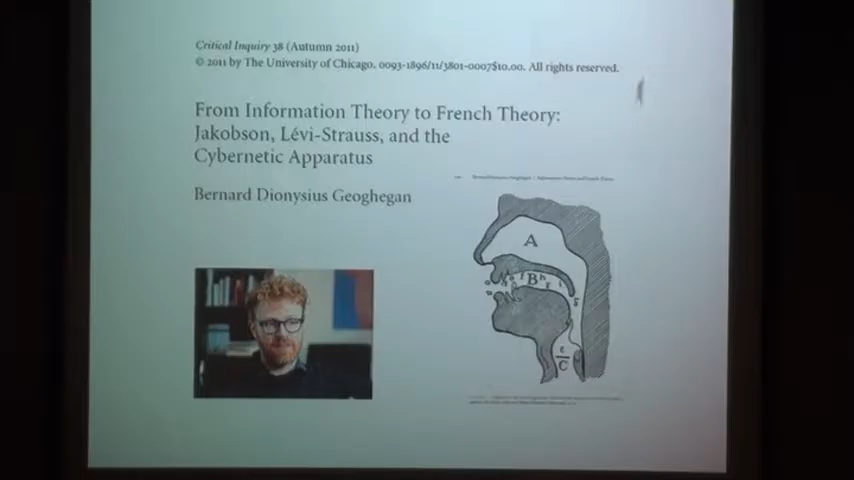 Critical Inquiry 38 (Autumn 2011)
© 2011 by The University of Chicago. 0093-1896/11/3801-0007$10.00. All rights reserved.
From Information Theory to French Theory:
Jakobson, Lévi-Strauss, and the
Cybernetic Apparatus
Bernard Dionysius Geoghegan
A
B
C